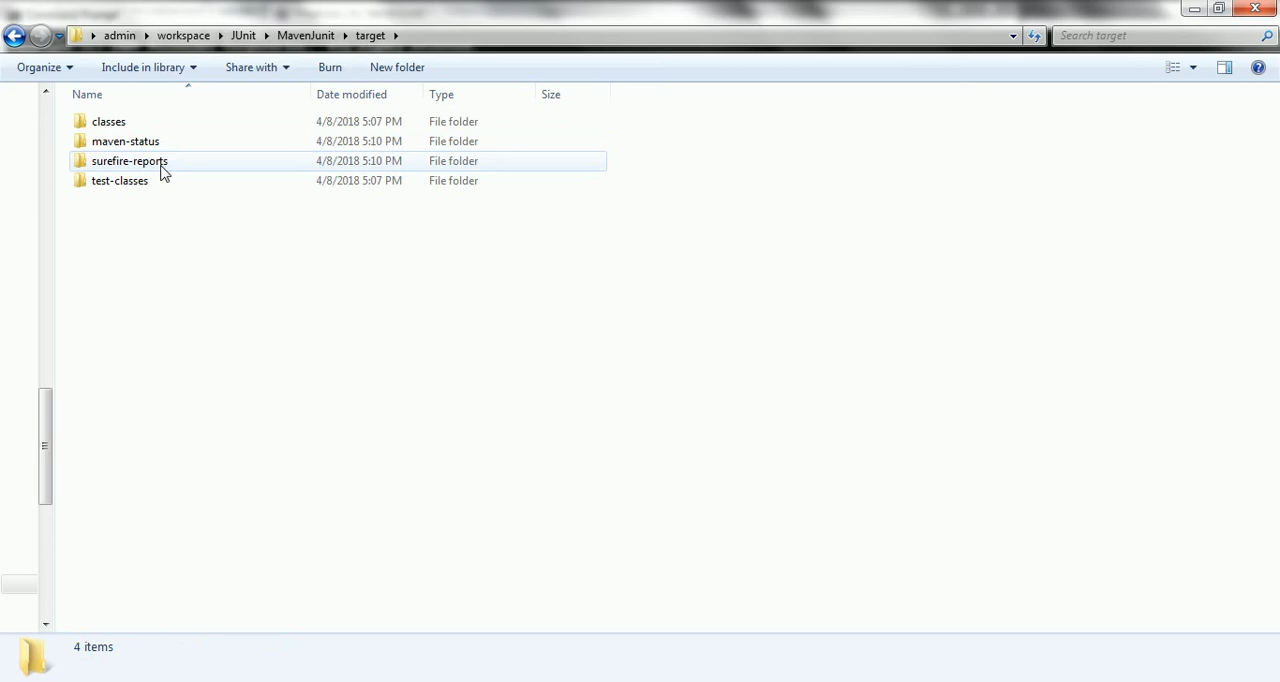 admin workspace JUnit MavenJunit target Search target
Organize Include in library Share with Burn New folder
Name Date modified Type Size
classes 4/8/2018 5:07 PM File folder
maven-status 4/8/2018 5:10 PM File folder
surefire-reports 4/8/2018 5:10 PM File folder
test-classes 4/8/2018 5:07 PM File folder
4 items